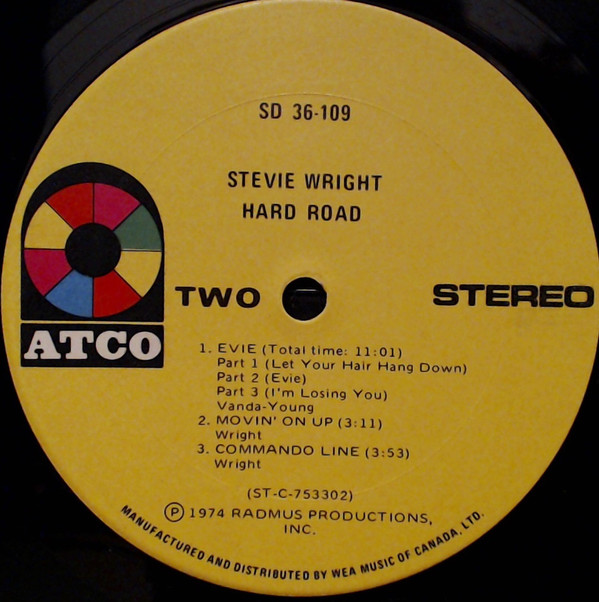 SD 36-109
STEVIE WRIGHT
HARD ROAD
TWO
STEREO
ATCO
1. EVIE (Total time: 11:01)
Part 1 (Let Your Hair Hang Down)
Part 2 (Evie)
Part 3 (I'm Losing You)
Vanda-Young
2. MOVIN' ON UP (3:11)
Wright
3. COMMANDO LINE (3:53)
Wright
(ST-C-753302)
Ⓟ 1974 RADMUS PRODUCTIONS,
INC.
MANUFACTURED AND DISTRIBUTED BY WEA MUSIC OF CANADA, LTD.